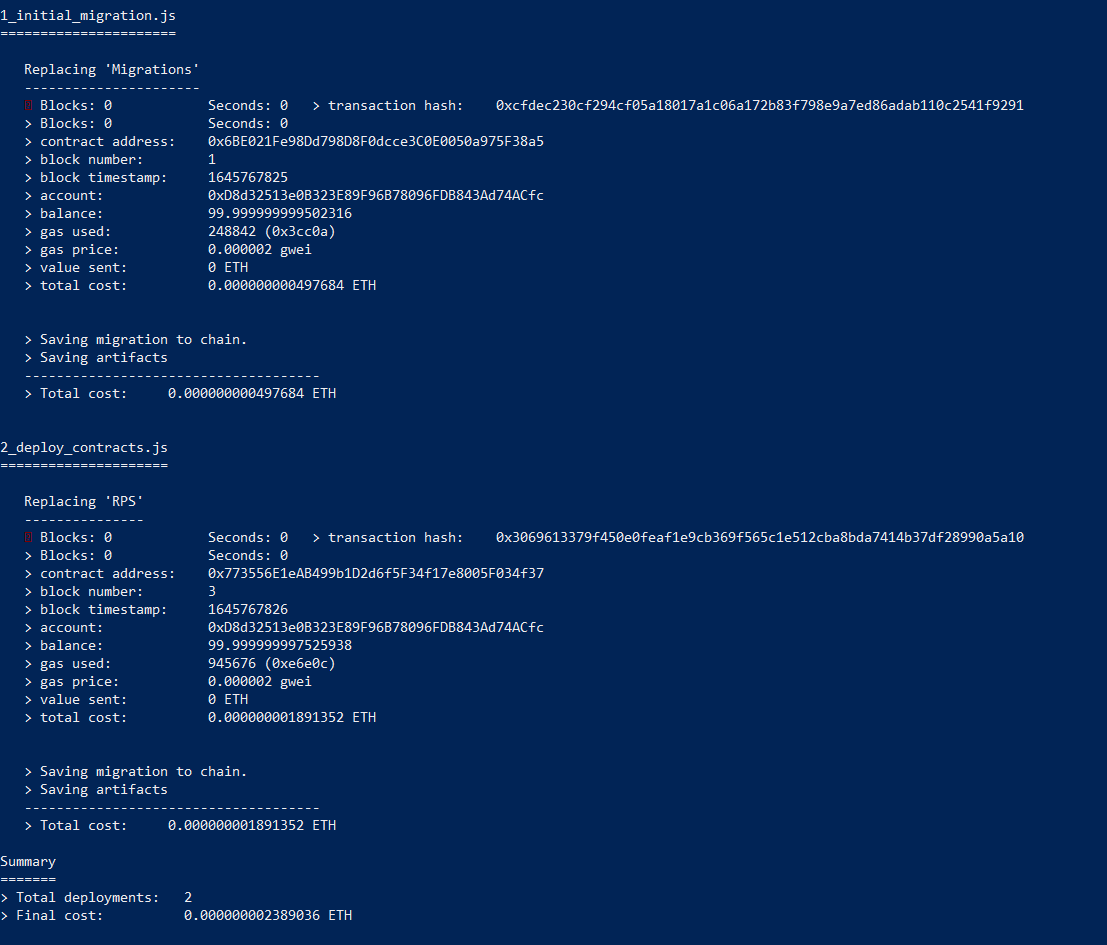 1_initial_migration.js
======================
Replacing 'Migrations'
----------------------
Blocks: 0 Seconds: 0 > transaction hash: 0xcfdec230cf294cf05a18017a1c06a172b83f798e9a7ed86adab110c2541f9291
> Blocks: 0 Seconds: 0
> contract address: 0x6BE021Fe98Dd798D8F0dcce3C0E0050a975F38a5
> block number: 1
> block timestamp: 1645767825
> account: 0xD8d32513e0B323E89F96B78096FDB843Ad74ACfc
> balance: 99.999999999502316
> gas used: 248842 (0x3cc0a)
> gas price: 0.000002 gwei
> value sent: 0 ETH
> total cost: 0.000000000497684 ETH
> Saving migration to chain.
> Saving artifacts
-------------------------------------
> Total cost: 0.000000000497684 ETH
2_deploy_contracts.js
=====================
Replacing 'RPS'
---------------
Blocks: 0 Seconds: 0 > transaction hash: 0x3069613379f450e0feaf1e9cb369f565c1e512cba8bda7414b37df28990a5a10
> Blocks: 0 Seconds: 0
> contract address: 0x773556E1eAB499b1D2d6f5F34f17e8005F034f37
> block number: 3
> block timestamp: 1645767826
> account: 0xD8d32513e0B323E89F96B78096FDB843Ad74ACfc
> balance: 99.999999997525938
> gas used: 945676 (0xe6e0c)
> gas price: 0.000002 gwei
> value sent: 0 ETH
> total cost: 0.000000001891352 ETH
> Saving migration to chain.
> Saving artifacts
-------------------------------------
> Total cost: 0.000000001891352 ETH
Summary
=======
> Total deployments: 2
> Final cost: 0.000000002389036 ETH